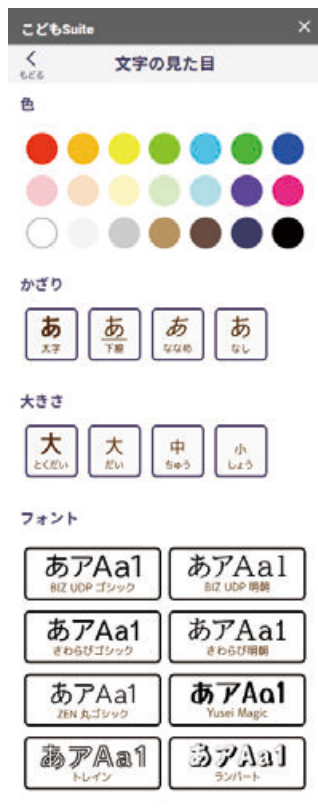 こどもSuite ×
もどる 文字の見た目
色
かざり
あ あ あ あ
太字 下線 ななめ なし
大きさ
大 大 中 小
とくだい だい ちゅう しょう
フォント
あアAa1 あアAa1
BIZ UDP ゴシック BIZ UDP 明朝
あアAa1 あアAa1
さわらびゴシック さわらび明朝
あアAa1 あアAa1
ZEN 丸ゴシック Yusei Magic
あアAa1 あアAa1
トレイン ランパート